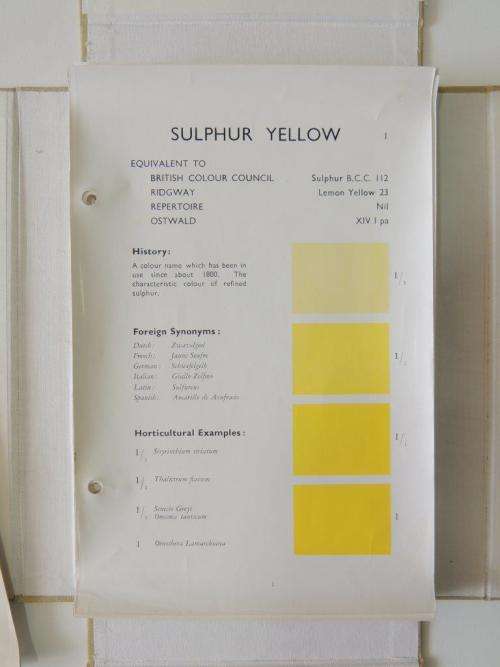 SULPHUR YELLOW 1
EQUIVALENT TO
BRITISH COLOUR COUNCIL Sulphur B.C.C. 112
RIDGWAY Lemon Yellow 23
REPERTOIRE Nil
OSTWALD XIV 1 pa
History:
A colour name which has been in
use since about 1800. The
characteristic colour of refined
sulphur.
Foreign Synonyms:
Dutch: Zwavelgeel
French: Jaune Soufre
German: Schwefelgelb
Italian: Giallo Zolfino
Latin: Sulfureus
Spanish: Amarillo de Azufrado
Horticultural Examples:
Sisyrinchium striatum
Thalictrum flavum
Senecio Greyi
Onosma tauricum
1 Oenothera Lamarckiana
1